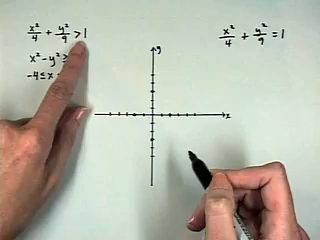 x²/4 + y²/9 > 1
x²/4 + y²/9 = 1
x² - y² ≥
-4 ≤ x
y
x